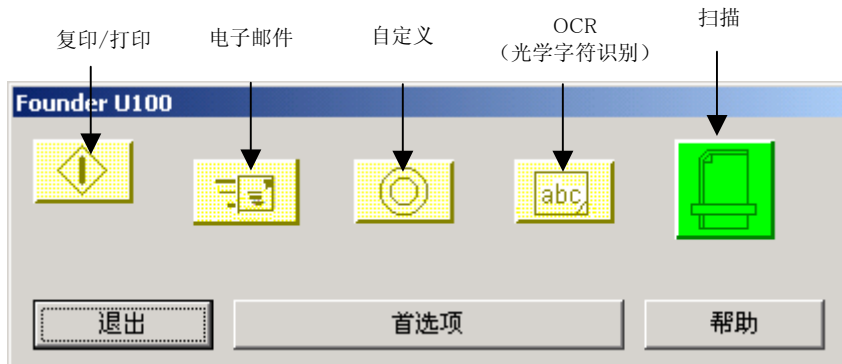 复印/打印
电子邮件
自定义
OCR
（光学字符识别）
扫描
Founder U100
abc
退出
首选项
帮助